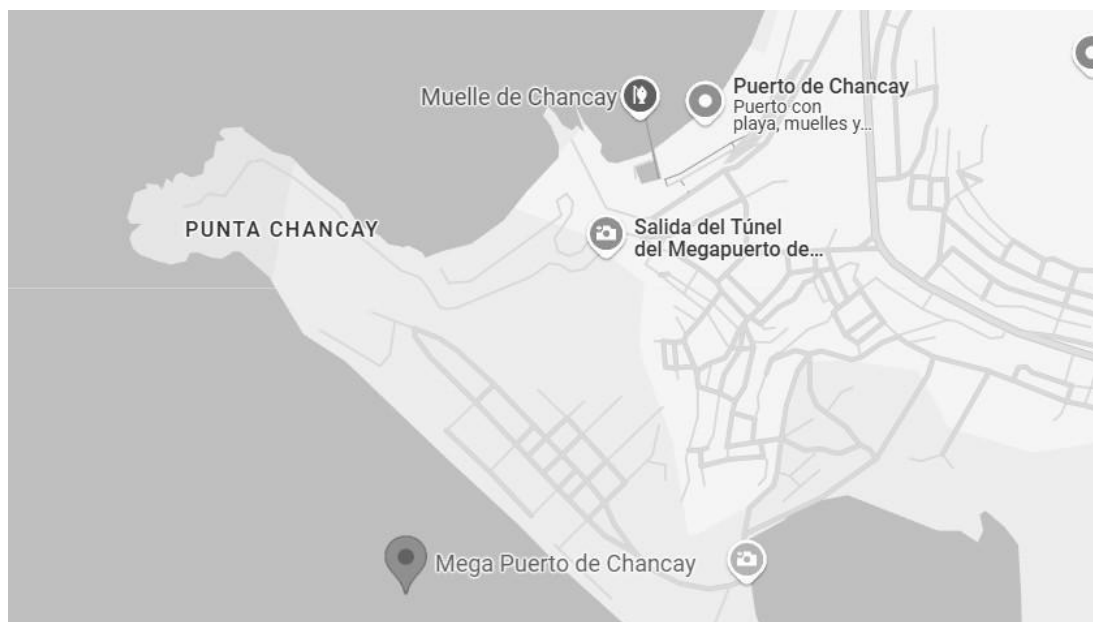 Muelle de Chancay
Puerto de Chancay
Puerto con
playa, muelles y...
PUNTA CHANCAY
Salida del Túnel
del Megapuerto de...
Mega Puerto de Chancay